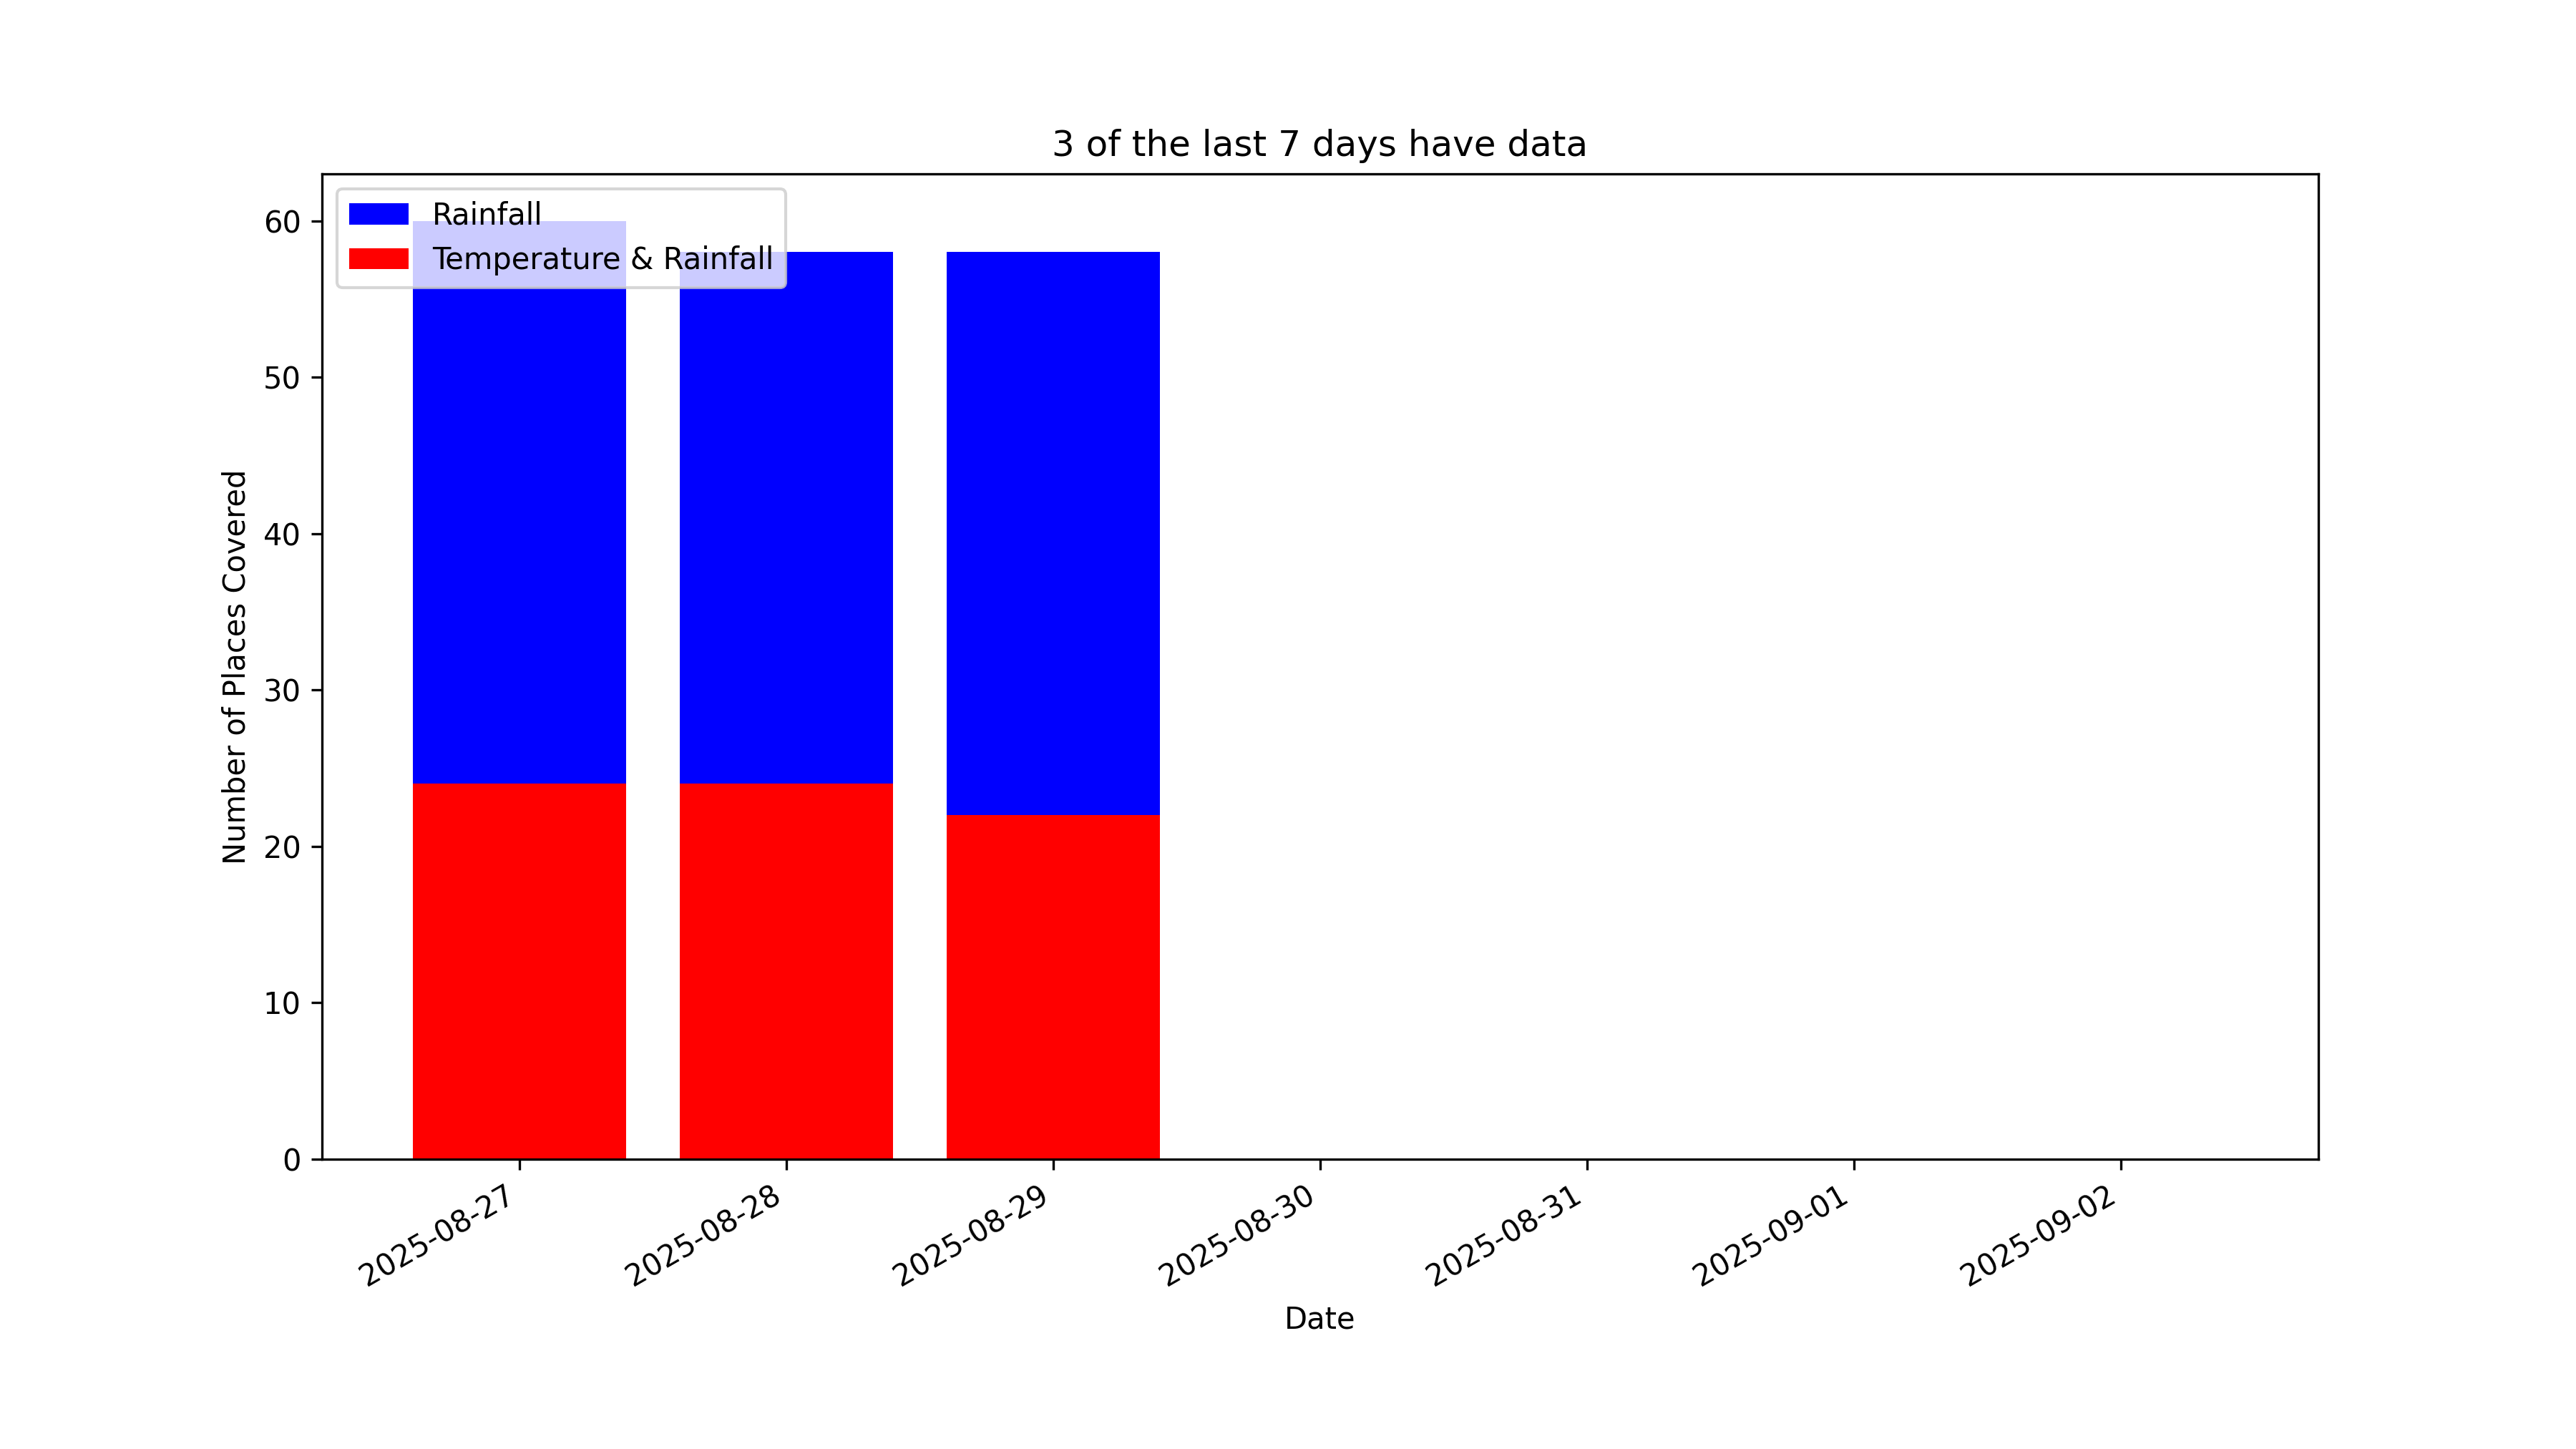 3 of the last 7 days have data
Rainfall
Temperature & Rainfall
Number of Places Covered
60
50
40
30
20
10
0
2025-08-27
2025-08-28
2025-08-29
2025-08-30
2025-08-31
2025-09-01
2025-09-02
Date